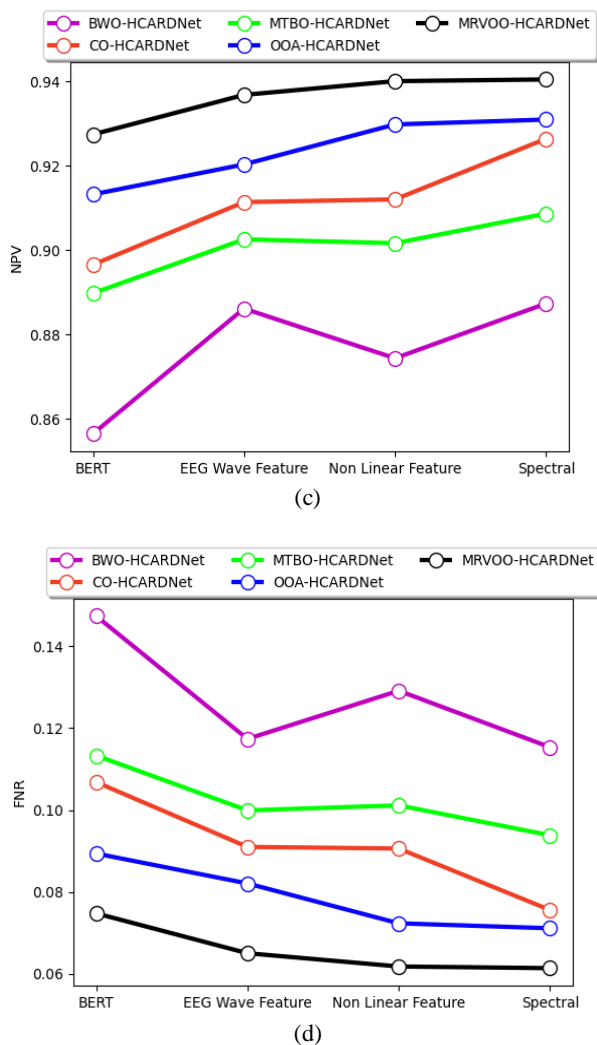 BWO-HCARDNet MTBO-HCARDNet MRVOO-HCARDNet
CO-HCARDNet OOA-HCARDNet
0.94
0.92
0.90
NPV
0.88
0.86
BERT EEG Wave Feature Non Linear Feature Spectral
(c)
BWO-HCARDNet MTBO-HCARDNet MRVOO-HCARDNet
CO-HCARDNet OOA-HCARDNet
0.14
0.12
FNR
0.10
0.08
0.06
BERT EEG Wave Feature Non Linear Feature Spectral
(d)